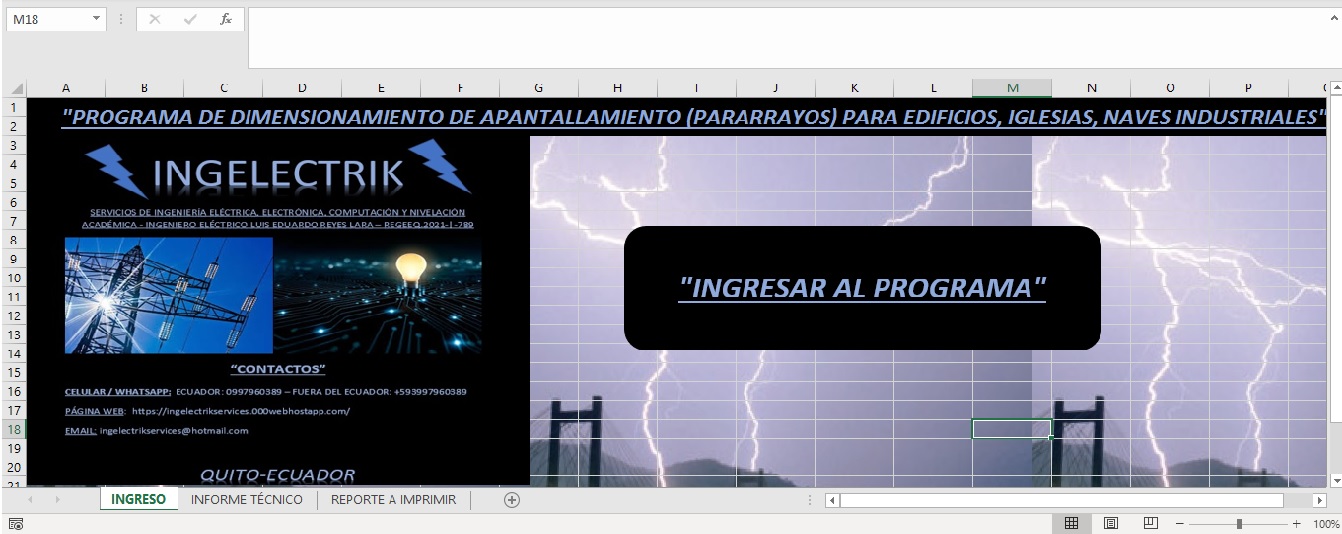 M18
fx
A B C D E F G H I J K L M N O P
1
"PROGRAMA DE DIMENSIONAMIENTO DE APANTALLAMIENTO (PARARRAYOS) PARA EDIFICIOS, IGLESIAS, NAVES INDUSTRIALES"
2
3
4
INGELECTRIK
5
6
SERVICIOS DE INGENIERÍA ELÉCTRICA, ELECTRÓNICA, COMPUTACIÓN Y NIVELACIÓN
7
ACADÉMICA - INGENIERO ELÉCTRICO LUIS EDUARDO REYES LARA – REGEEQ.2021-|-789
8
9
10
"INGRESAR AL PROGRAMA"
11
12
13
14
15
"CONTACTOS"
16
CELULAR / WHATSAPP: ECUADOR: 0997960389 – FUERA DEL ECUADOR: +593997960389
17
PÁGINA WEB: https://ingelectrikservices.000webhostapp.com/
18
EMAIL: ingelectrikservices@hotmail.com
19
20
QUITO-ECUADOR
21
INGRESO INFORME TÉCNICO REPORTE A IMPRIMIR
100%